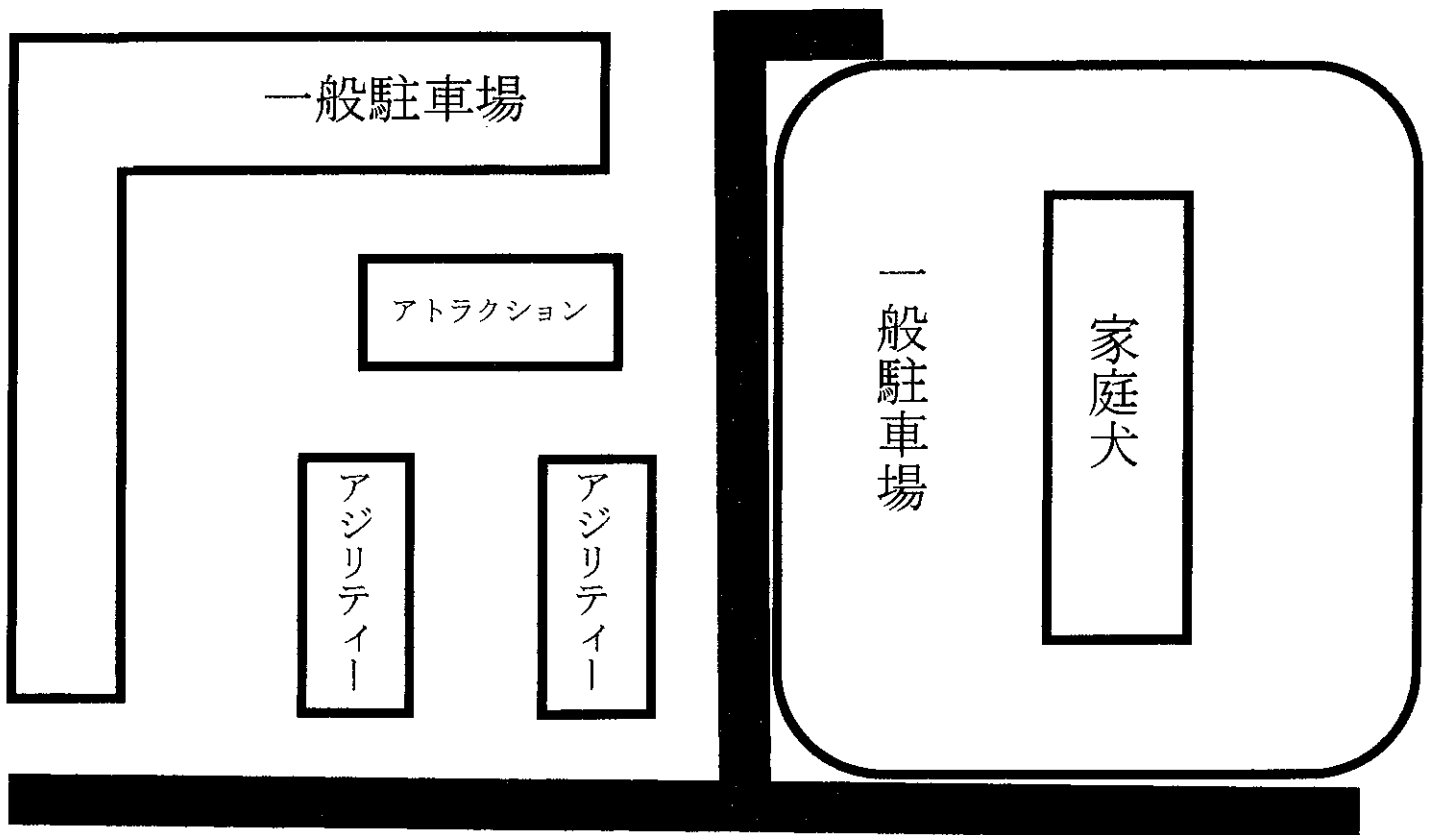 一般駐車場
アトラクション
アジリティー
アジリティー
一般駐車場
家庭犬